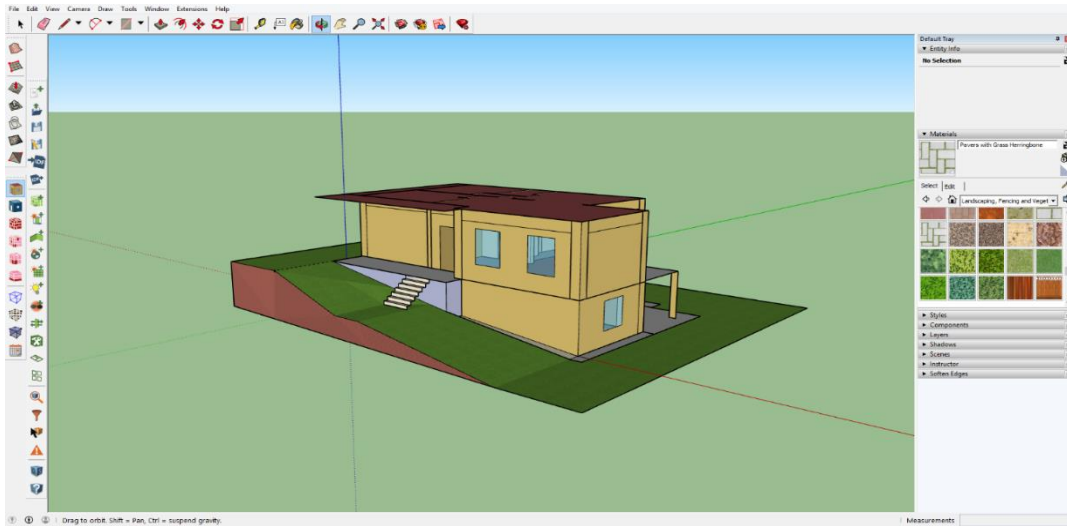 File Edit View Camera Draw Tools Window Extensions Help
Default Tray
Entity Info
No Selection
Materials
Pavers with Grass Herringbone
Select Edit
Landscaping, Fencing and Veget
Styles
Components
Layers
Shadows
Scenes
Instructor
Soften Edges
Drag to orbit. Shift = Pan, Ctrl = suspend gravity.
Measurements